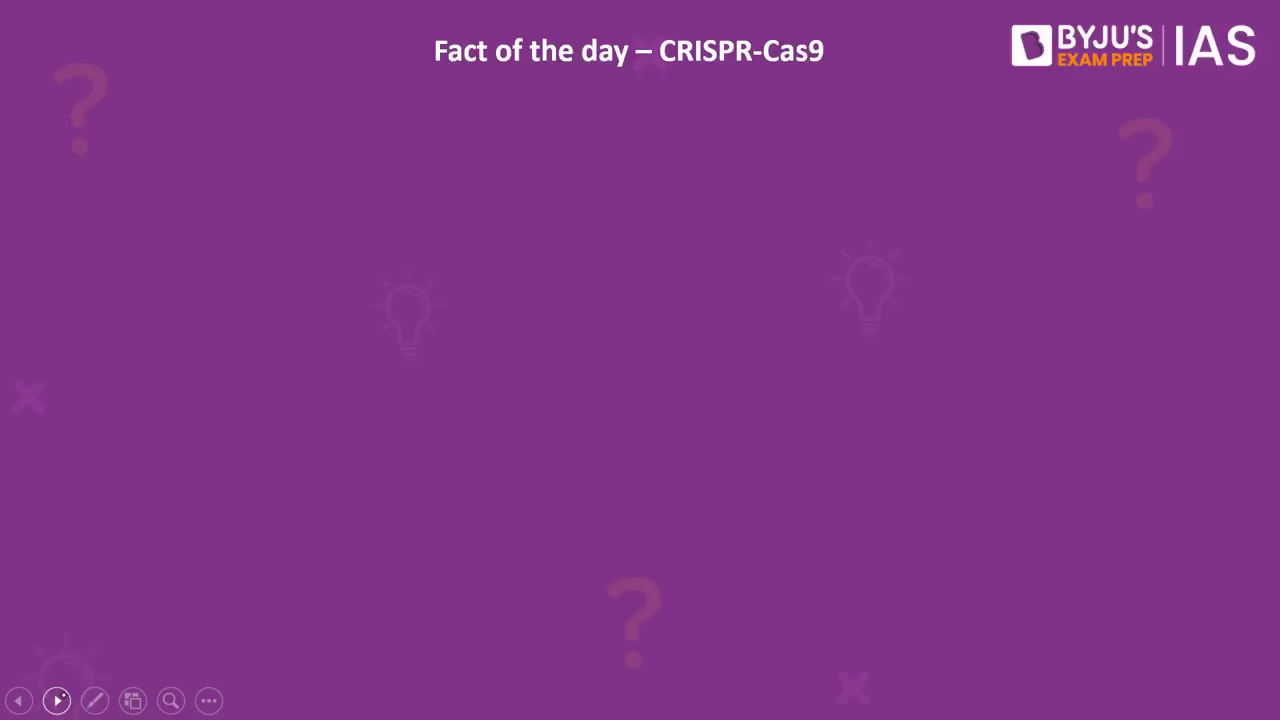 Fact of the day – CRISPR-Cas9
BYJU'S
EXAM PREP
IAS